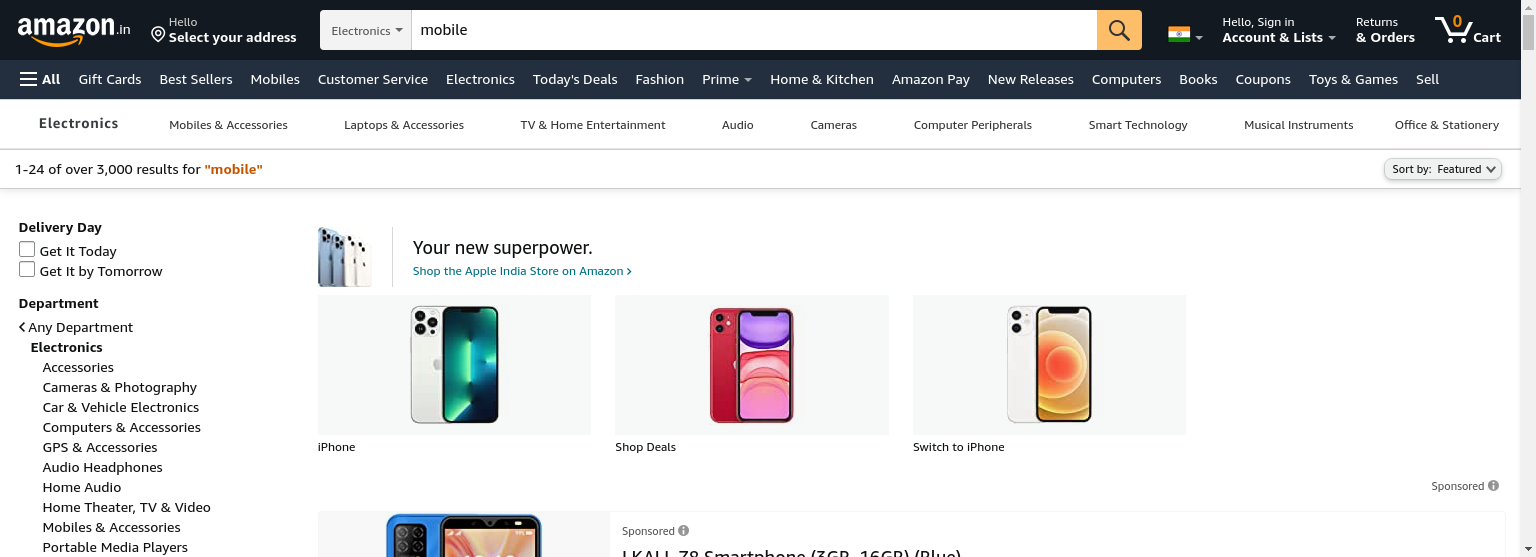 amazon.in
Hello
Select your address
Electronics
mobile
Hello, Sign in
Account & Lists
Returns
& Orders
0
Cart
All Gift Cards Best Sellers Mobiles Customer Service Electronics Today's Deals Fashion Prime Home & Kitchen Amazon Pay New Releases Computers Books Coupons Toys & Games Sell
Electronics Mobiles & Accessories Laptops & Accessories TV & Home Entertainment Audio Cameras Computer Peripherals Smart Technology Musical Instruments Office & Stationery
1-24 of over 3,000 results for "mobile"
Sort by: Featured
Delivery Day
Get It Today
Get It by Tomorrow
Department
Any Department
Electronics
Accessories
Cameras & Photography
Car & Vehicle Electronics
Computers & Accessories
GPS & Accessories
Audio Headphones
Home Audio
Home Theater, TV & Video
Mobiles & Accessories
Portable Media Players
Your new superpower.
Shop the Apple India Store on Amazon
iPhone
Shop Deals
Switch to iPhone
Sponsored
Sponsored
I KALL Z8 Smartphone (3GB, 16GB) (Blue)